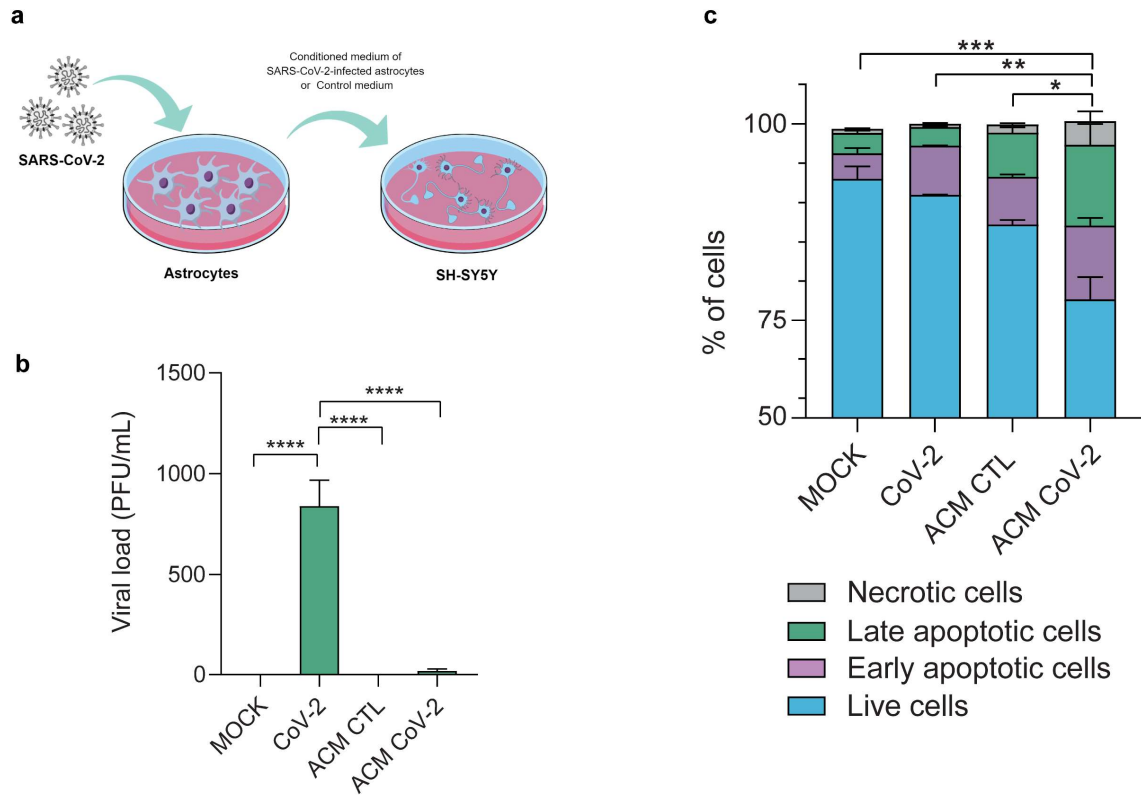 a
SARS-CoV-2
Conditioned medium of
SARS-CoV-2-infected astrocytes
or Control medium
Astrocytes
SH-SY5Y
b
Viral load (PFU/mL)
1500
1000
500
0
****
****
****
MOCK
CoV-2
ACM CTL
ACM CoV-2
c
% of cells
100
75
50
***
**
*
MOCK
CoV-2
ACM CTL
ACM CoV-2
Necrotic cells
Late apoptotic cells
Early apoptotic cells
Live cells